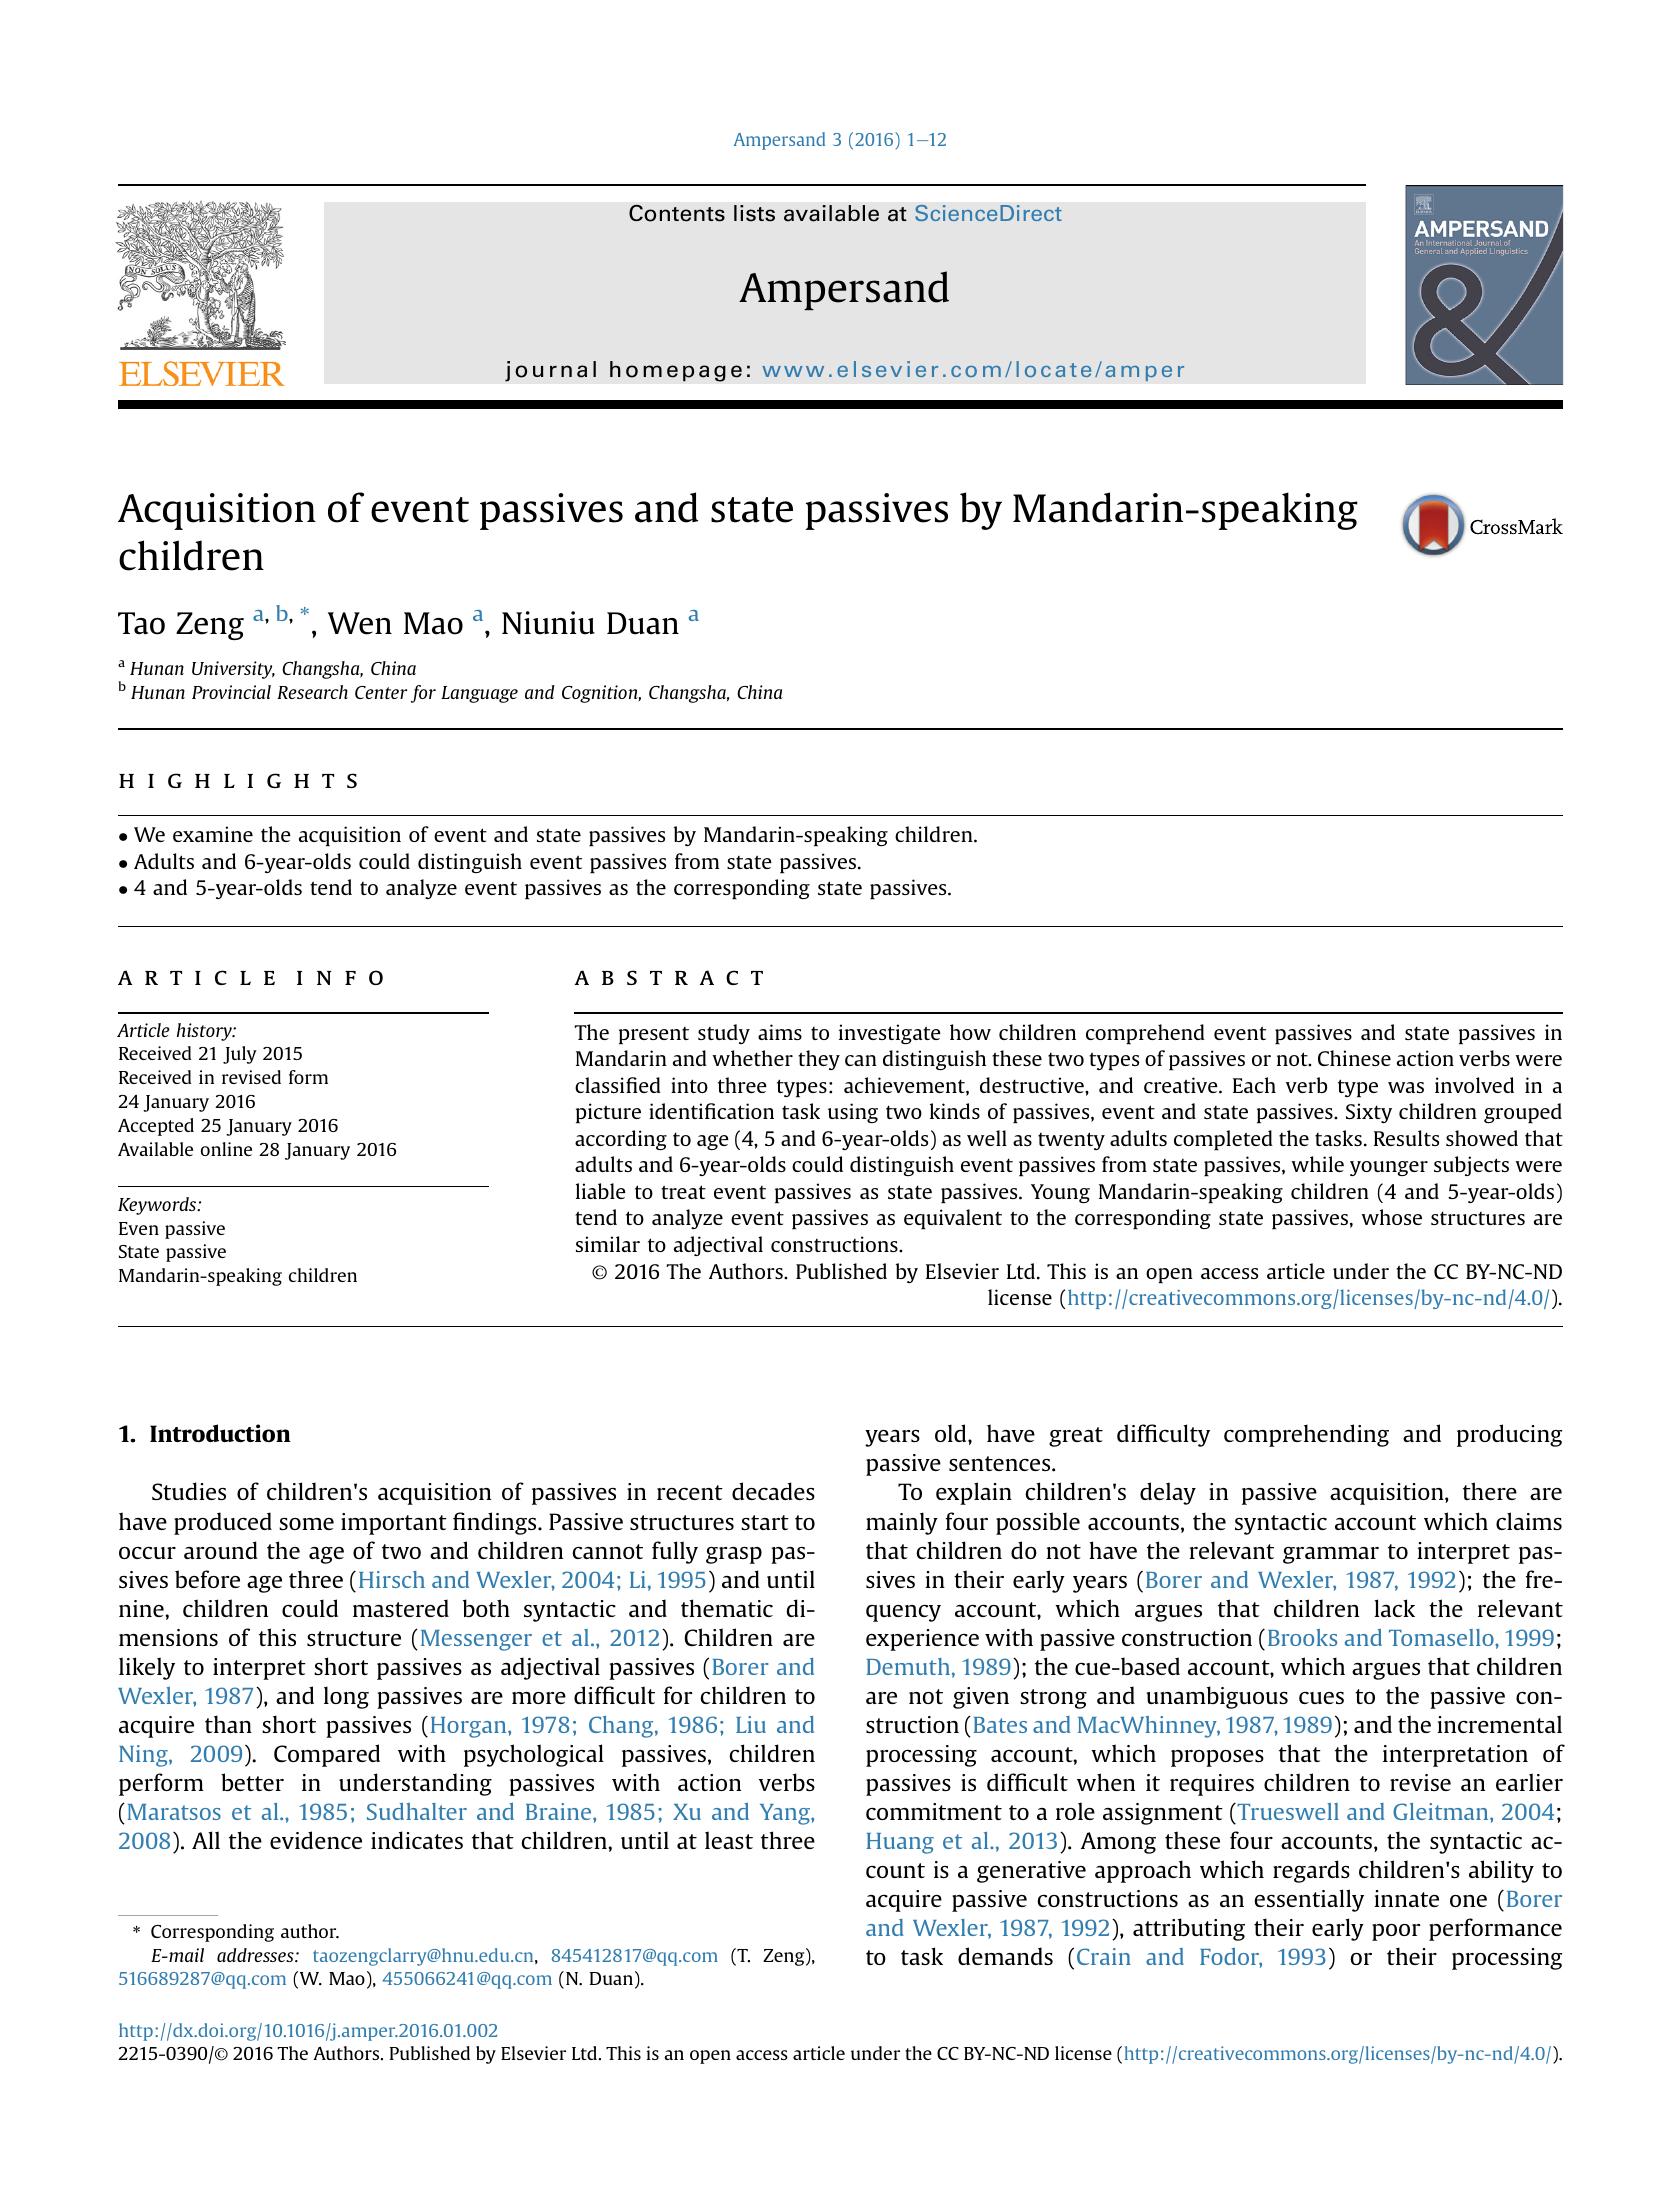 Ampersand 3 (2016) 1–12
Contents lists available at ScienceDirect
Ampersand
journal homepage: www.elsevier.com/locate/amper
NON SOLUS
ELSEVIER
AMPERSAND
An International Journal of
General and Applied Linguistics
&
Acquisition of event passives and state passives by Mandarin-speaking
children
CrossMark
Tao Zeng a, b, *, Wen Mao a, Niuniu Duan a
a Hunan University, Changsha, China
b Hunan Provincial Research Center for Language and Cognition, Changsha, China
HIGHLIGHTS
• We examine the acquisition of event and state passives by Mandarin-speaking children.
• Adults and 6-year-olds could distinguish event passives from state passives.
• 4 and 5-year-olds tend to analyze event passives as the corresponding state passives.
ARTICLE INFO
Article history:
Received 21 July 2015
Received in revised form
24 January 2016
Accepted 25 January 2016
Available online 28 January 2016
Keywords:
Even passive
State passive
Mandarin-speaking children
ABSTRACT
The present study aims to investigate how children comprehend event passives and state passives in
Mandarin and whether they can distinguish these two types of passives or not. Chinese action verbs were
classified into three types: achievement, destructive, and creative. Each verb type was involved in a
picture identification task using two kinds of passives, event and state passives. Sixty children grouped
according to age (4, 5 and 6-year-olds) as well as twenty adults completed the tasks. Results showed that
adults and 6-year-olds could distinguish event passives from state passives, while younger subjects were
liable to treat event passives as state passives. Young Mandarin-speaking children (4 and 5-year-olds)
tend to analyze event passives as equivalent to the corresponding state passives, whose structures are
similar to adjectival constructions.
© 2016 The Authors. Published by Elsevier Ltd. This is an open access article under the CC BY-NC-ND
license (http://creativecommons.org/licenses/by-nc-nd/4.0/).
1. Introduction
Studies of children's acquisition of passives in recent decades
have produced some important findings. Passive structures start to
occur around the age of two and children cannot fully grasp pas-
sives before age three (Hirsch and Wexler, 2004; Li, 1995) and until
nine, children could mastered both syntactic and thematic di-
mensions of this structure (Messenger et al., 2012). Children are
likely to interpret short passives as adjectival passives (Borer and
Wexler, 1987), and long passives are more difficult for children to
acquire than short passives (Horgan, 1978; Chang, 1986; Liu and
Ning, 2009). Compared with psychological passives, children
perform better in understanding passives with action verbs
(Maratsos et al., 1985; Sudhalter and Braine, 1985; Xu and Yang,
2008). All the evidence indicates that children, until at least three
years old, have great difficulty comprehending and producing
passive sentences.
To explain children's delay in passive acquisition, there are
mainly four possible accounts, the syntactic account which claims
that children do not have the relevant grammar to interpret pas-
sives in their early years (Borer and Wexler, 1987, 1992); the fre-
quency account, which argues that children lack the relevant
experience with passive construction (Brooks and Tomasello, 1999;
Demuth, 1989); the cue-based account, which argues that children
are not given strong and unambiguous cues to the passive con-
struction (Bates and MacWhinney, 1987, 1989); and the incremental
processing account, which proposes that the interpretation of
passives is difficult when it requires children to revise an earlier
commitment to a role assignment (Trueswell and Gleitman, 2004;
Huang et al., 2013). Among these four accounts, the syntactic ac-
count is a generative approach which regards children's ability to
acquire passive constructions as an essentially innate one (Borer
and Wexler, 1987, 1992), attributing their early poor performance
to task demands (Crain and Fodor, 1993) or their processing
* Corresponding author.
E-mail addresses: taozengclarry@hnu.edu.cn, 845412817@qq.com (T. Zeng),
516689287@qq.com (W. Mao), 455066241@qq.com (N. Duan).
http://dx.doi.org/10.1016/j.amper.2016.01.002
2215-0390/© 2016 The Authors. Published by Elsevier Ltd. This is an open access article under the CC BY-NC-ND license (http://creativecommons.org/licenses/by-nc-nd/4.0/).